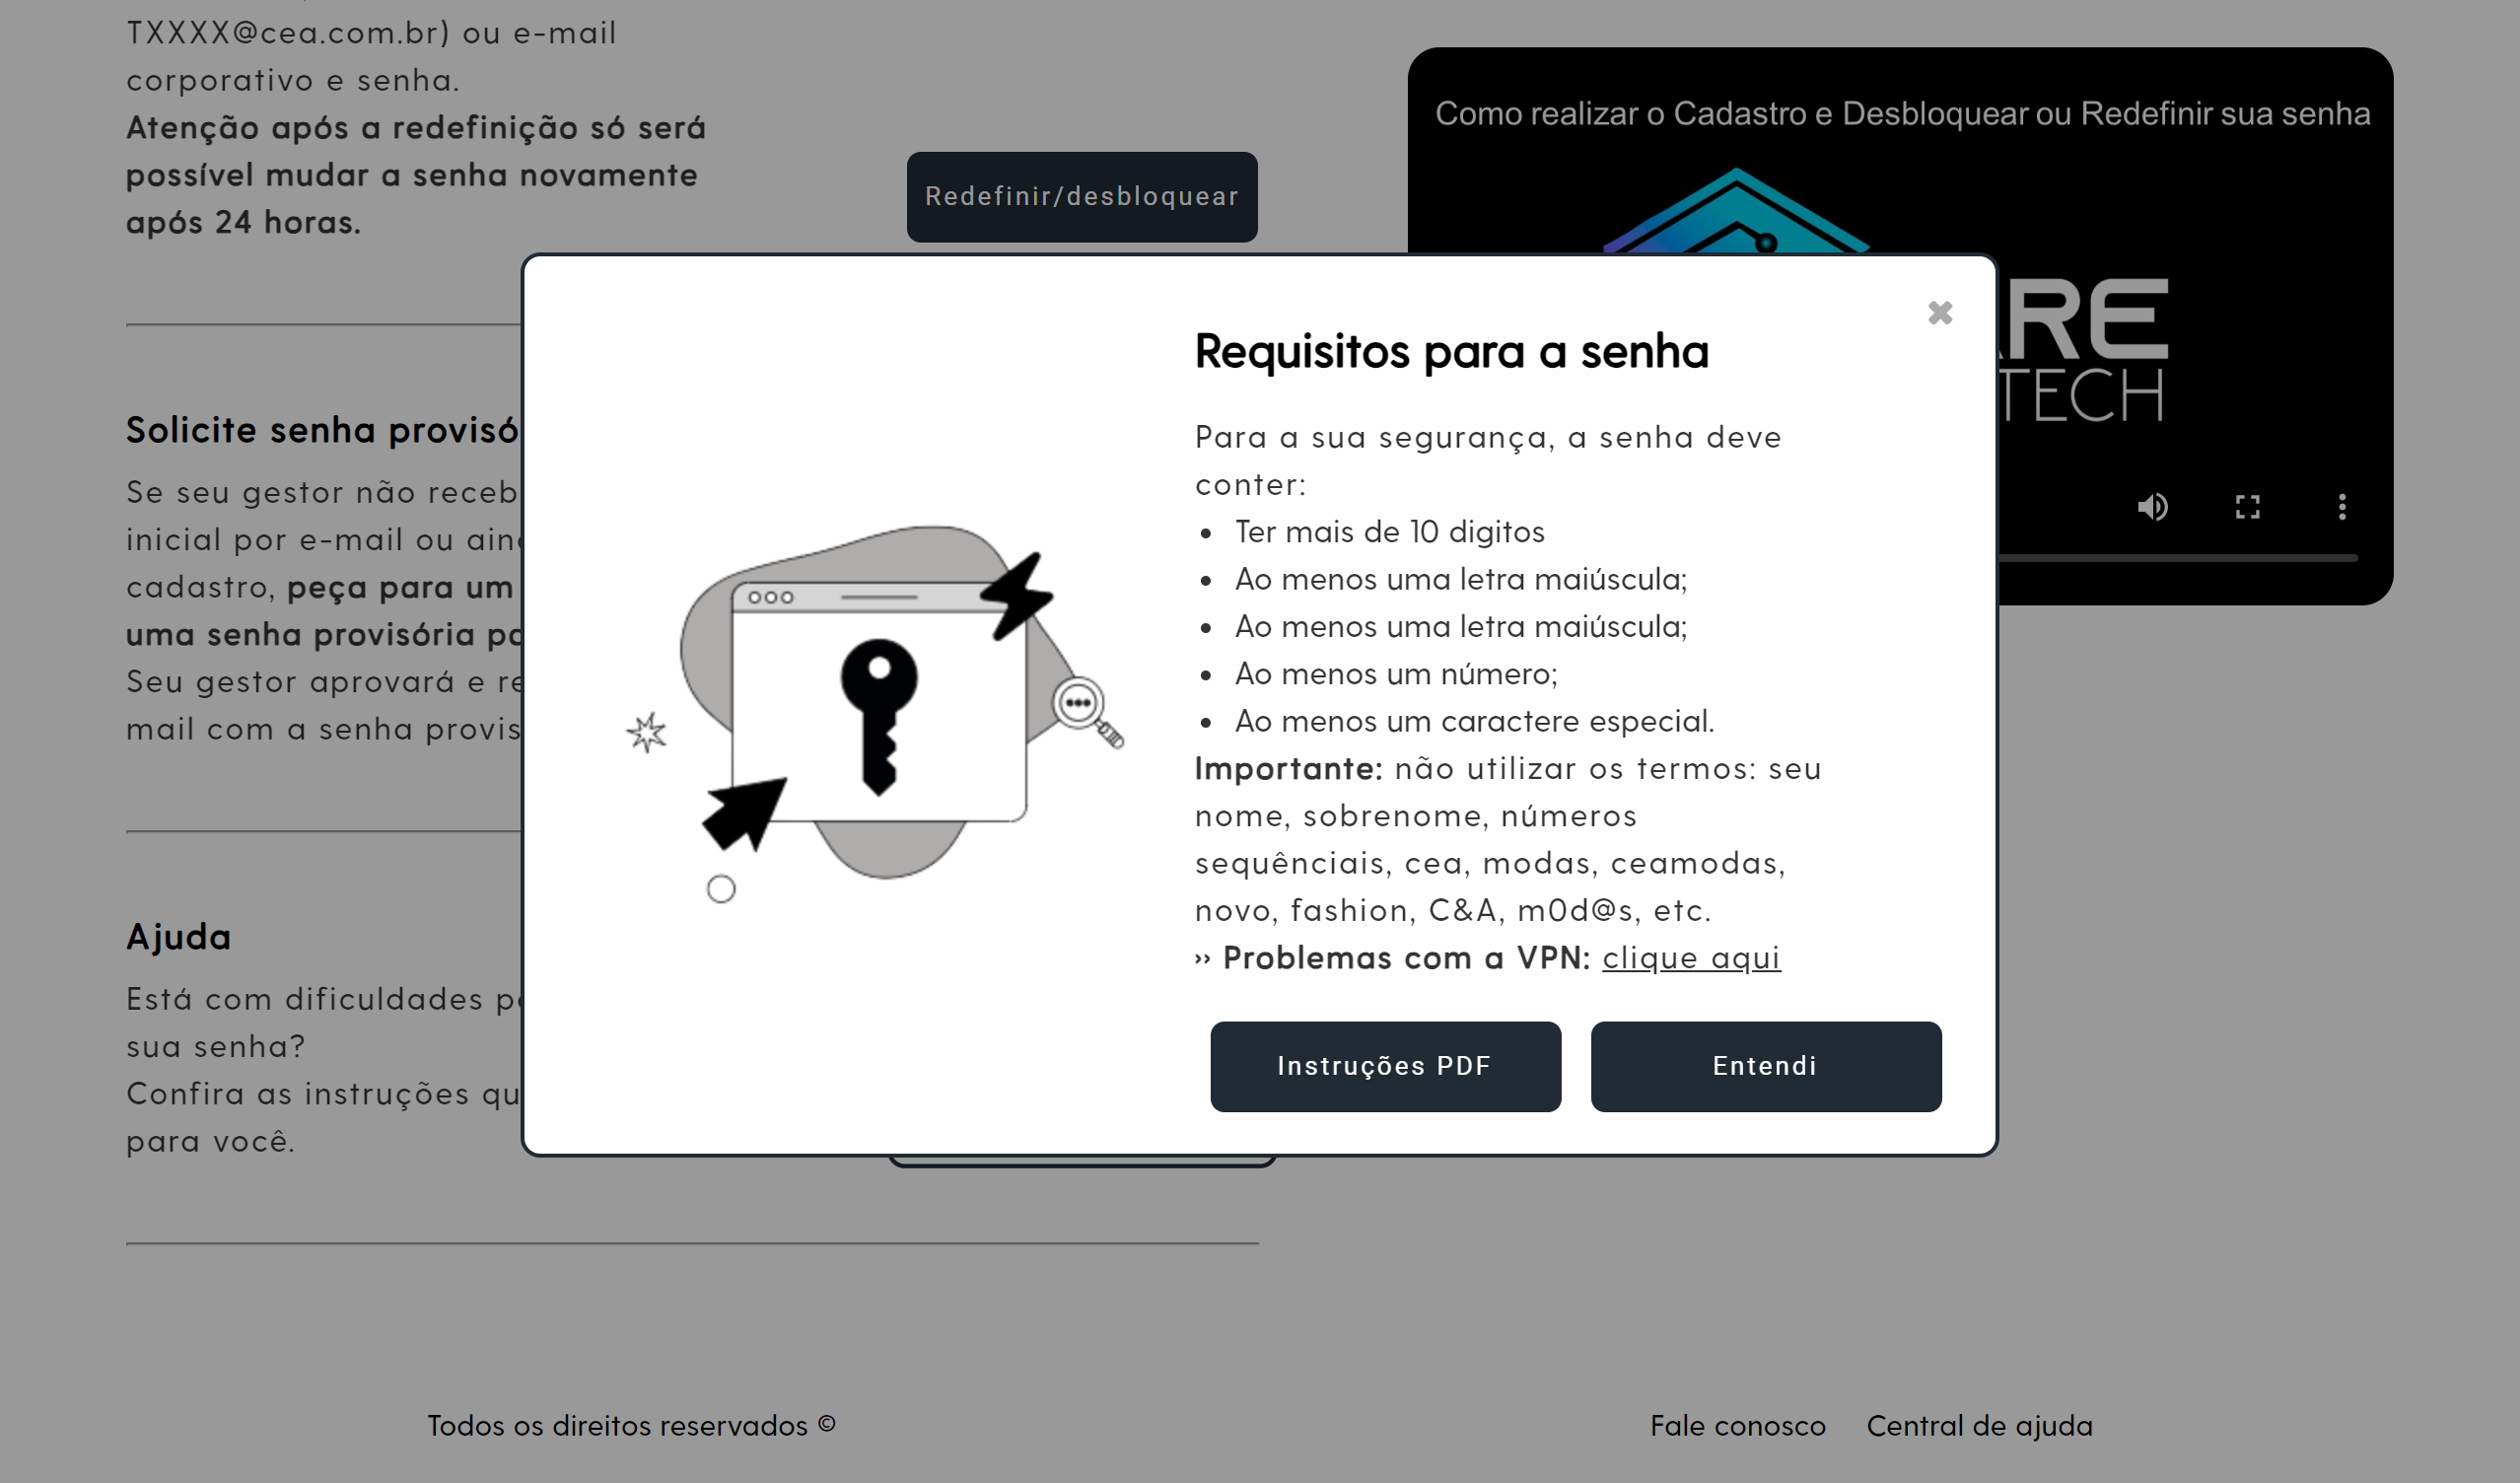 TXXXX@cea.com.br) ou e-mail
corporativo e senha.
Atenção após a redefinição só será
possível mudar a senha novamente
após 24 horas.
Redefinir/desbloquear
Como realizar o Cadastro e Desbloquear ou Redefinir sua senha
RE
TECH
Solicite senha provisó
Se seu gestor não receb
inicial por e-mail ou ain
cadastro, peça para um
uma senha provisória
Seu gestor aprovará e re
mail com a senha provis
Ajuda
Está com dificuldades
sua senha?
Confira as instruções qu
para você.
Requisitos para a senha
Para a sua segurança, a senha deve
conter:
• Ter mais de 10 digitos
• Ao menos uma letra maiúscula;
• Ao menos uma letra maiúscula;
• Ao menos um número;
• Ao menos um caractere especial.
Importante: não utilizar os termos: seu
nome, sobrenome, números
sequênciais, cea, modas, ceamodas,
novo, fashion, C&A, m0d@s, etc.
›› Problemas com a VPN: clique aqui
Instruções PDF
Entendi
Todos os direitos reservados ©
Fale conosco
Central de ajuda